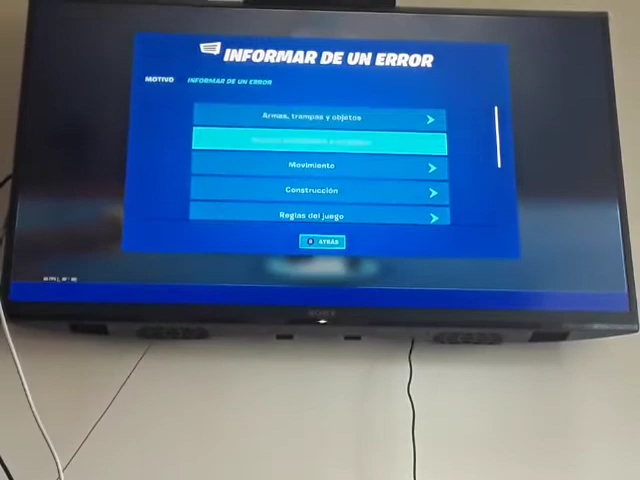 INFORMAR DE UN ERROR
MOTIVO INFORMAR DE UN ERROR
Armas, trampas y objetos
Movimiento
Construcción
Reglas del juego
ATRÁS
SONY